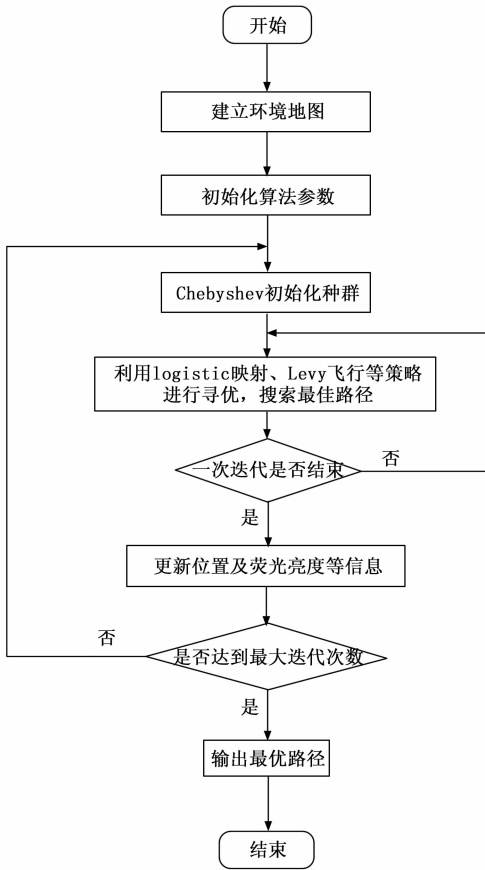 开始
建立环境地图
初始化算法参数
Chebyshev初始化种群
利用logistic映射、Levy飞行等策略
进行寻优，搜索最佳路径
一次迭代是否结束
否
是
更新位置及荧光亮度等信息
否
是否达到最大迭代次数
是
输出最优路径
结束